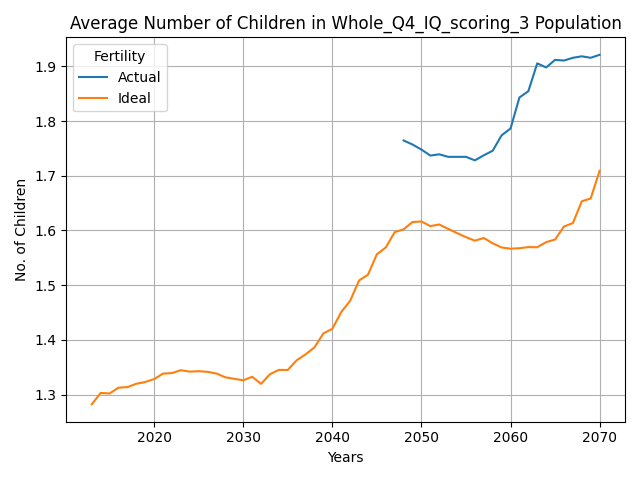 Average Number of Children in Whole_Q4_IQ_scoring_3 Population
Fertility
Actual
Ideal
No. of Children
1.9
1.8
1.7
1.6
1.5
1.4
1.3
2020 2030 2040 2050 2060 2070
Years